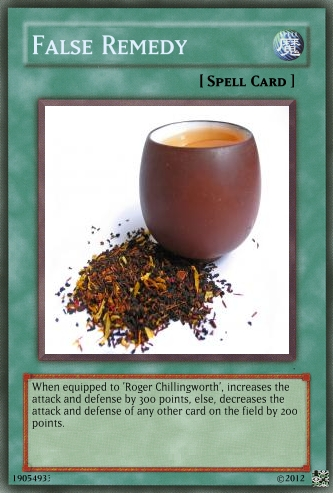 False Remedy
魔
[ Spell Card ]
When equipped to 'Roger Chillingworth', increases the
attack and defense by 300 points, else, decreases the
attack and defense of any other card on the field by 200
points.
©2012